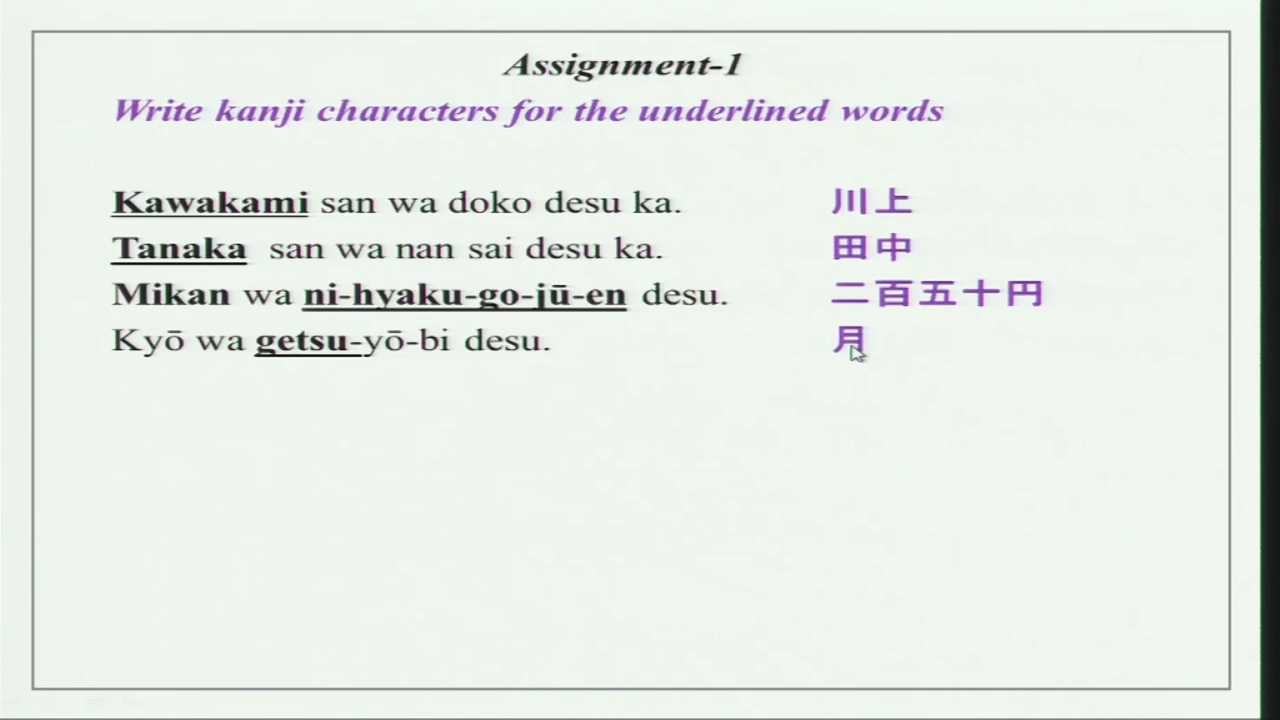 Assignment-1
Write kanji characters for the underlined words
Kawakami san wa doko desu ka. 川上
Tanaka san wa nan sai desu ka. 田中
Mikan wa ni-hyaku-go-jū-en desu. 二百五十円
Kyō wa getsu-yō-bi desu. 月